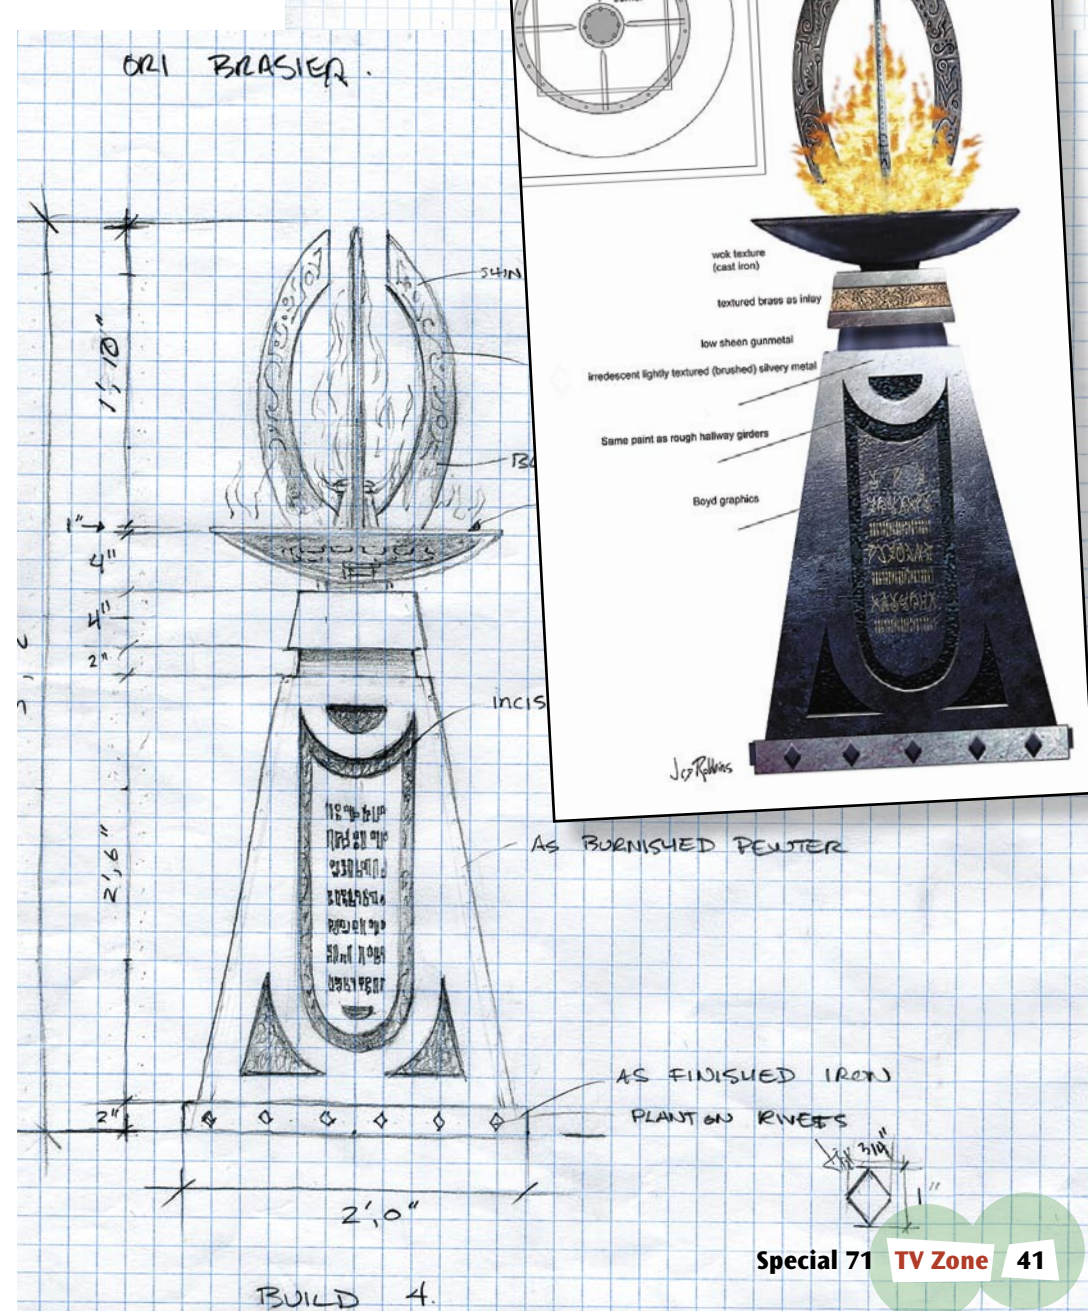 ORI BRASIER.
1', 10"
1"
4"
4"
2"
2', 6"
2"
2', 0"
BUILD 4.
AS BURNISHED PEWTER
AS FINISHED IRON
PLANT ON RIVETS
3/4"
1"
wok texture
(cast iron)
textured brass as inlay
low sheen gunmetal
irredescent lightly textured (brushed) silvery metal
Same paint as rough hallway girders
Boyd graphics
Special 71 TV Zone 41